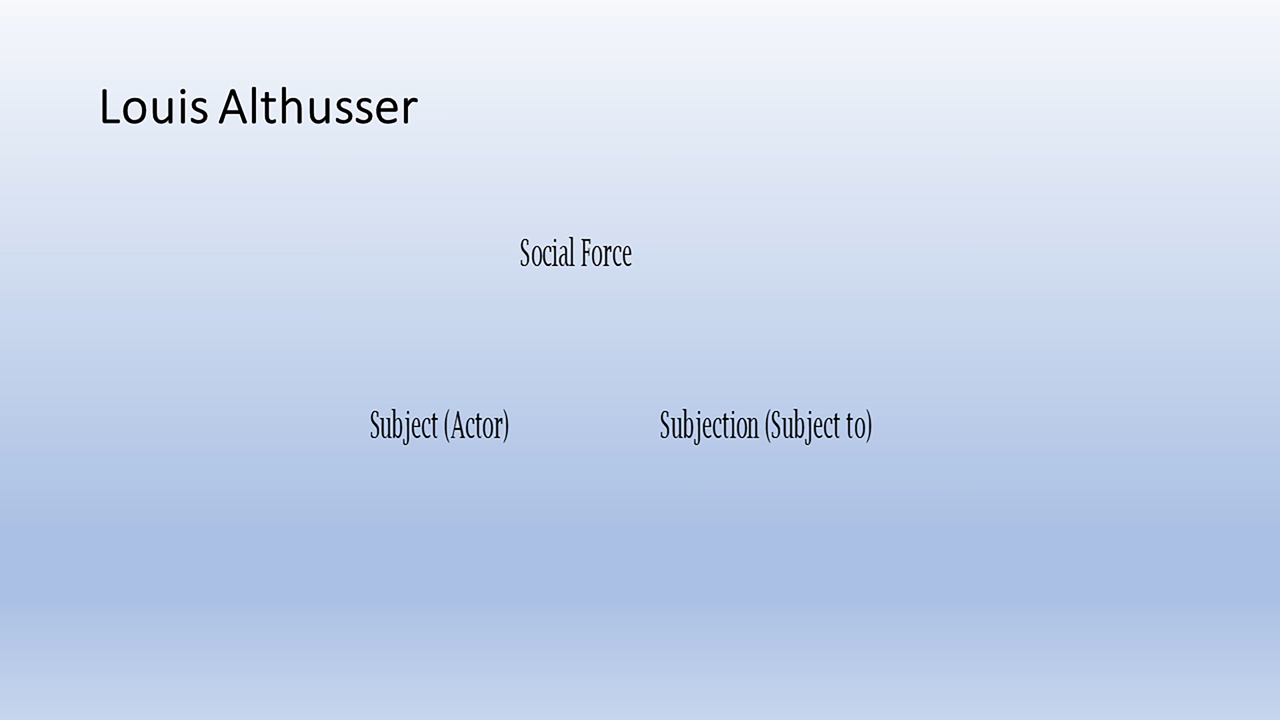 Louis Althusser
Social Force
Subject (Actor)
Subjection (Subject to)